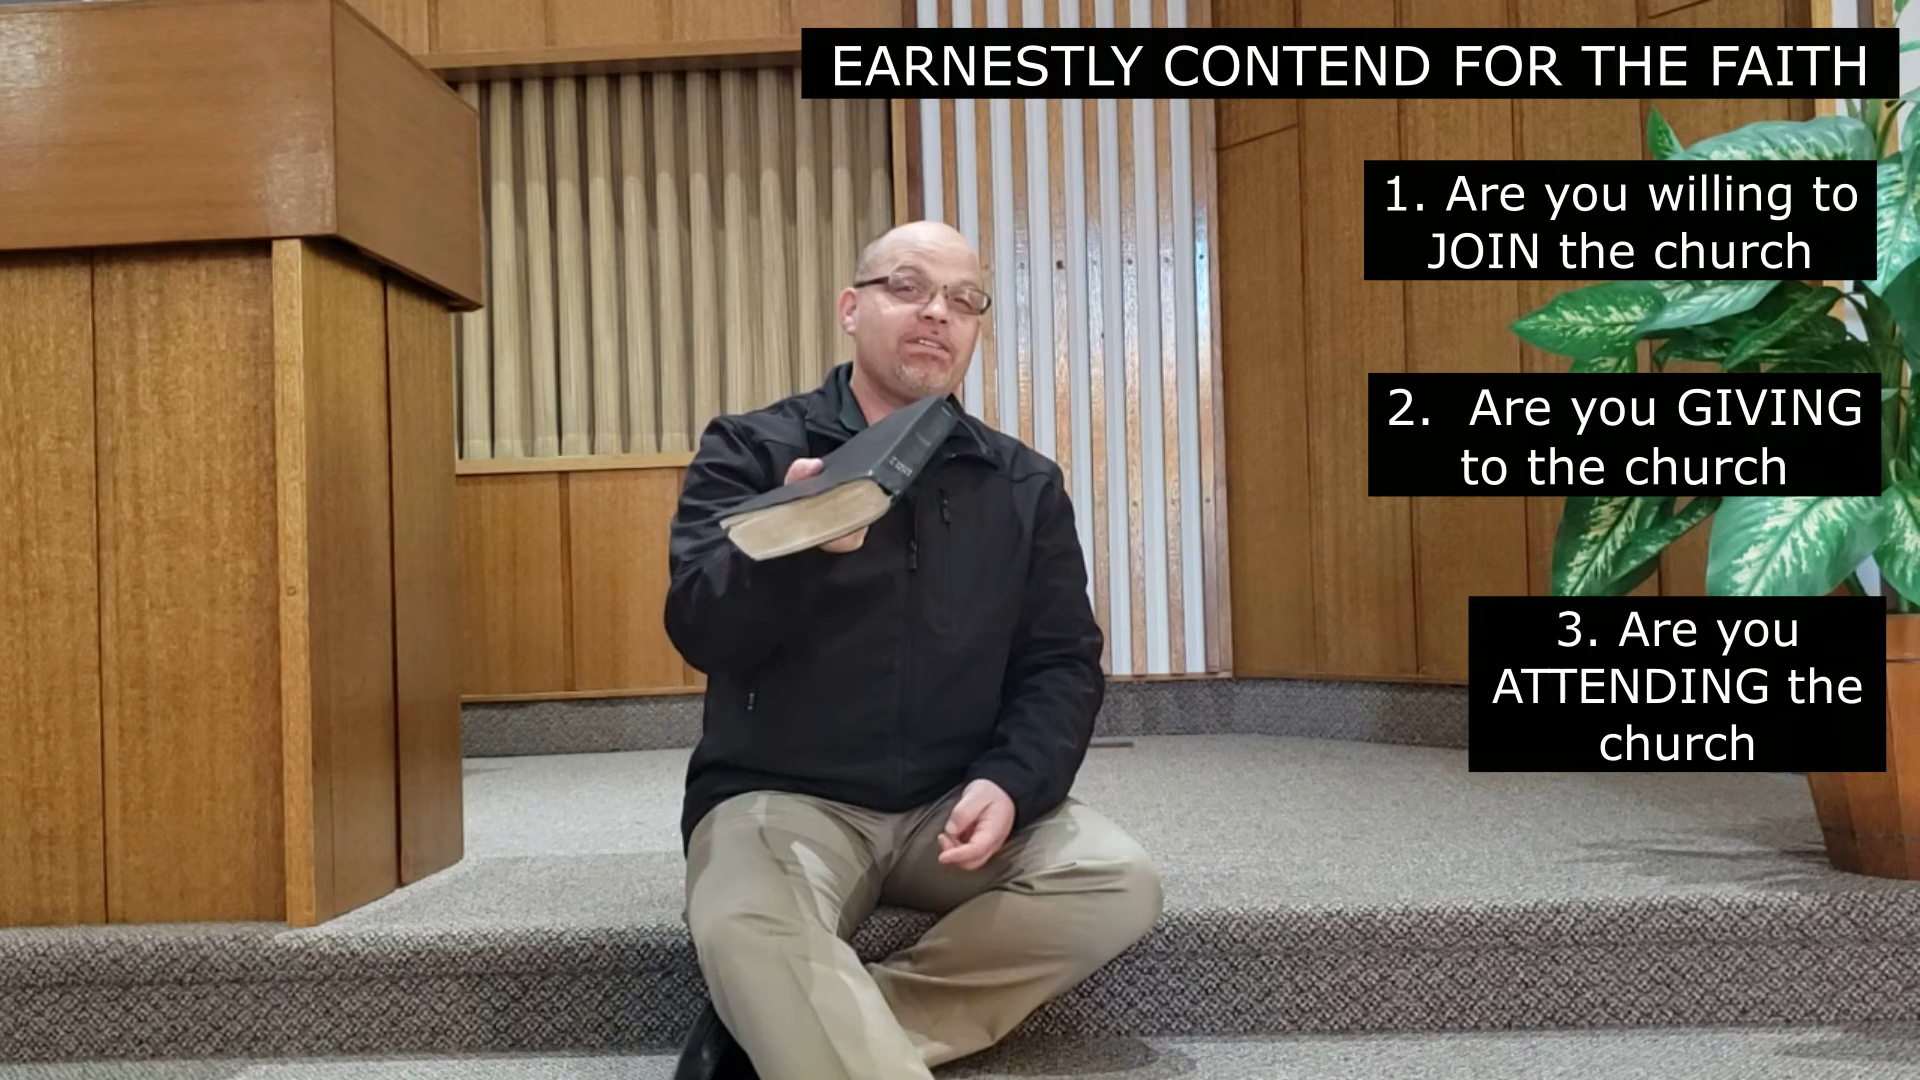 EARNESTLY CONTEND FOR THE FAITH
1. Are you willing to
JOIN the church
2. Are you GIVING
to the church
3. Are you
ATTENDING the
church